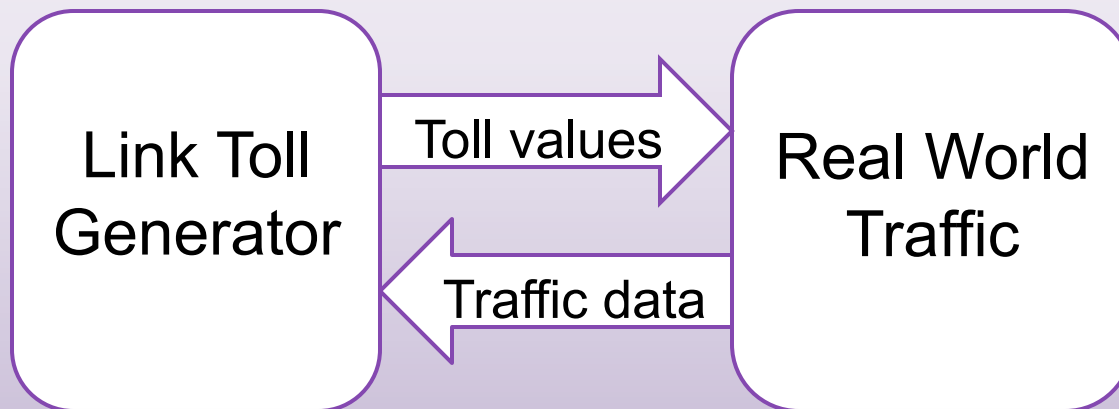 Link Toll
Generator
Toll values
Traffic data
Real World
Traffic